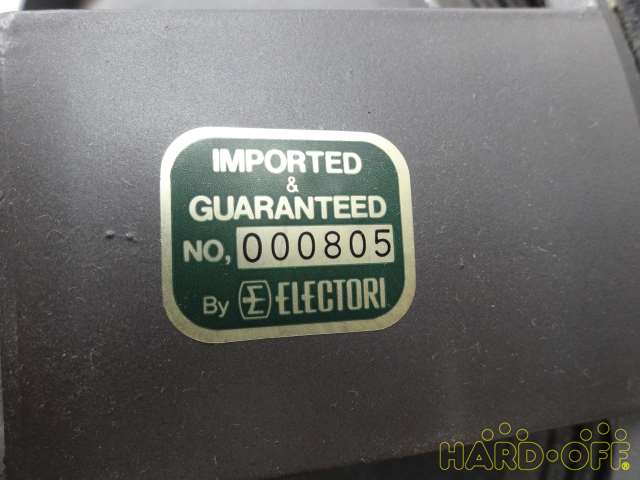 IMPORTED
&
GUARANTEED
NO, 000805
By ELECTORI
HARD-OFF